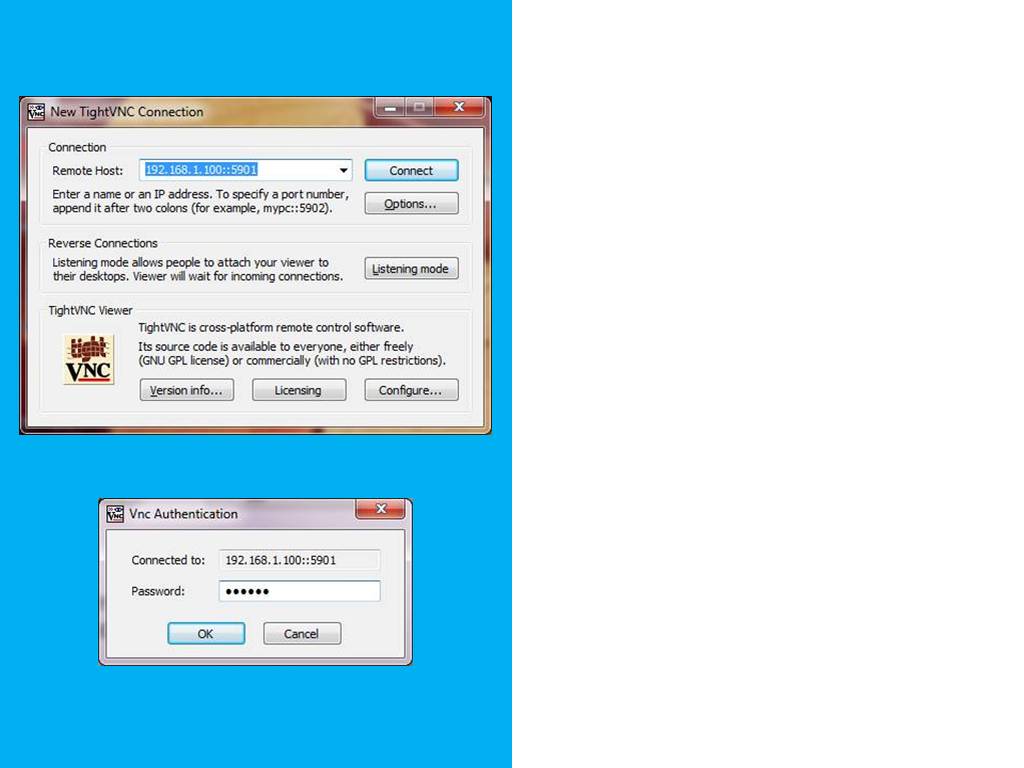 New TightVNC Connection
Connection
Remote Host: 192.168.1.100::5901 Connect
Enter a name or an IP address. To specify a port number,
append it after two colons (for example, mypc::5902).
Options...
Reverse Connections
Listening mode allows people to attach your viewer to
their desktops. Viewer will wait for incoming connections.
Listening mode
TightVNC Viewer
tight
VNC
TightVNC is cross-platform remote control software.
Its source code is available to everyone, either freely
(GNU GPL license) or commercially (with no GPL restrictions).
Version info... Licensing Configure...
Vnc Authentication
Connected to: 192.168.1.100::5901
Password: ••••••
OK Cancel